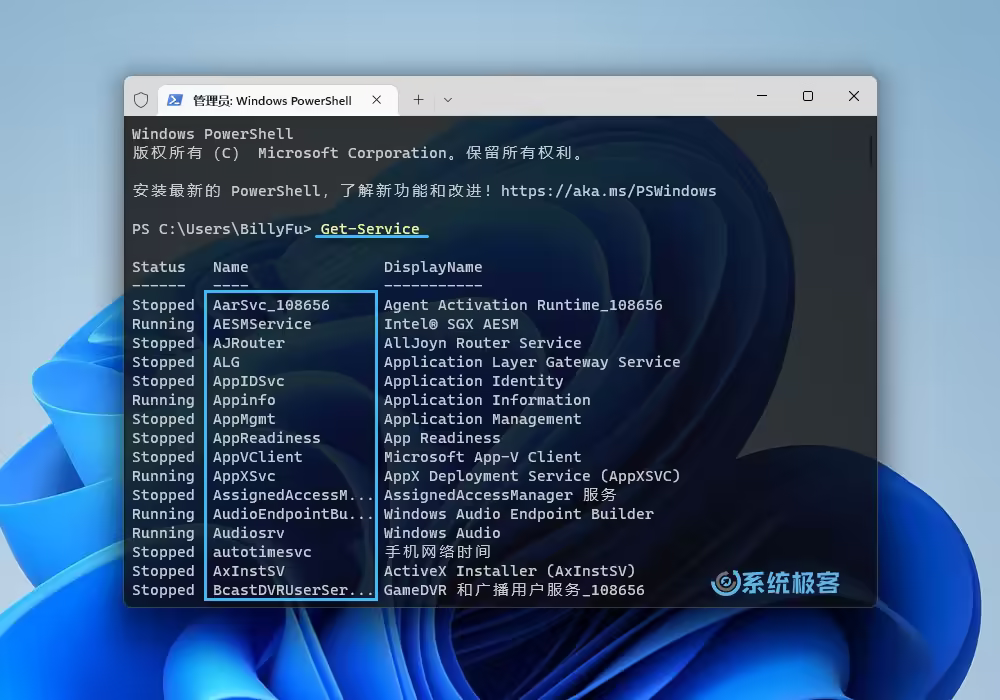 管理员: Windows PowerShell
Windows PowerShell
版权所有 (C) Microsoft Corporation。保留所有权利。
安装最新的 PowerShell，了解新功能和改进！https://aka.ms/PSWindows
PS C:\Users\BillyFu> Get-Service
Status Name DisplayName
------ ---- -----------
Stopped AarSvc_108656 Agent Activation Runtime_108656
Running AESMService Intel® SGX AESM
Stopped AJRouter AllJoyn Router Service
Stopped ALG Application Layer Gateway Service
Stopped AppIDSvc Application Identity
Running Appinfo Application Information
Stopped AppMgmt Application Management
Stopped AppReadiness App Readiness
Stopped AppVClient Microsoft App-V Client
Running AppXSvc AppX Deployment Service (AppXSVC)
Stopped AssignedAccessM... AssignedAccessManager 服务
Running AudioEndpointBu... Windows Audio Endpoint Builder
Running Audiosrv Windows Audio
Stopped autotimesvc 手机网络时间
Stopped AxInstSV ActiveX Installer (AxInstSV)
Stopped BcastDVRUserSer... GameDVR 和广播用户服务_108656
系统极客